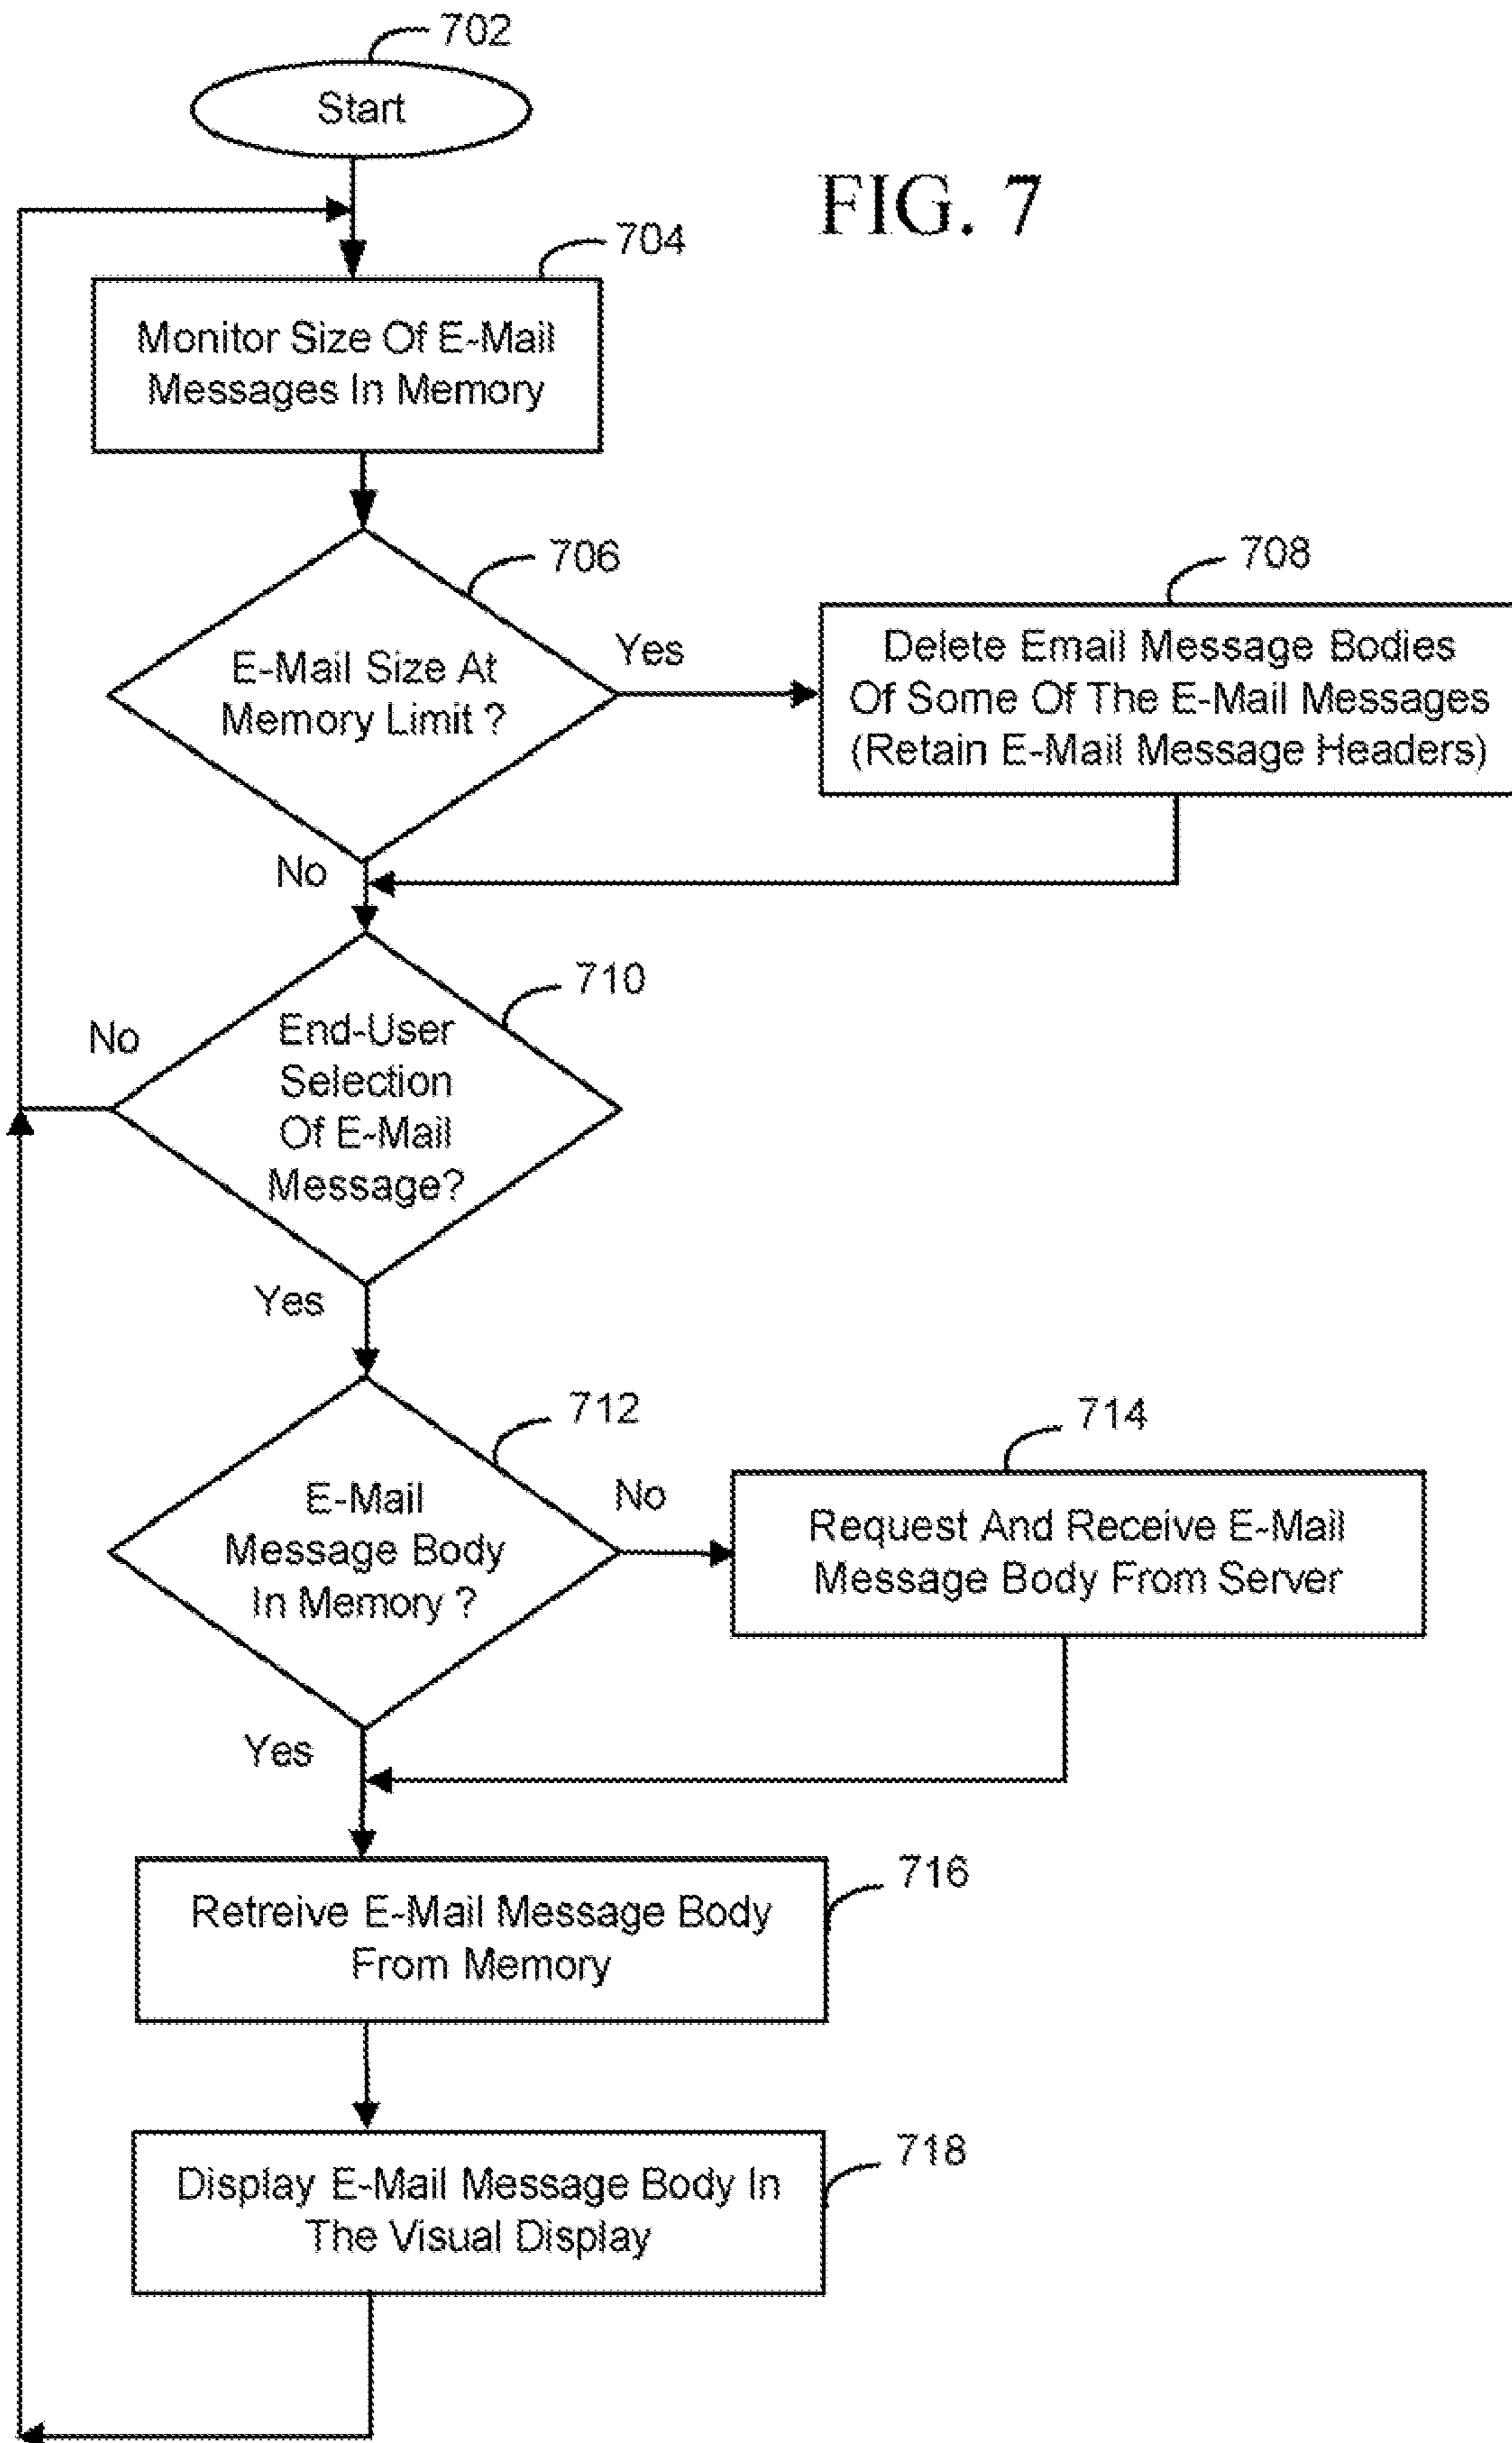 702
Start
FIG. 7
704
Monitor Size Of E-Mail
Messages In Memory
706
E-Mail Size At
Memory Limit ?
Yes
708
Delete Email Message Bodies
Of Some Of The E-Mail Messages
(Retain E-Mail Message Headers)
No
710
No
End-User
Selection
Of E-Mail
Message?
Yes
712
E-Mail
Message Body
In Memory ?
No
714
Request And Receive E-Mail
Message Body From Server
Yes
716
Retreive E-Mail Message Body
From Memory
718
Display E-Mail Message Body In
The Visual Display